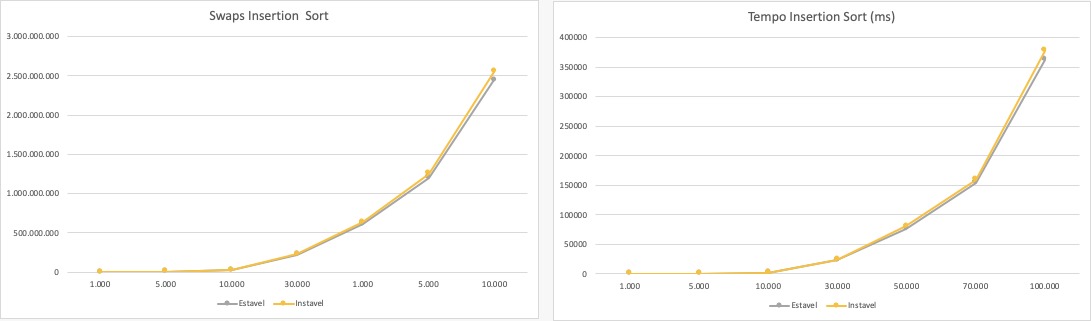 Swaps Insertion  Sort
3.000.000.000
2.500.000.000
2.000.000.000
1.500.000.000
1.000.000.000
500.000.000
0
1.000 5.000 10.000 30.000 1.000 5.000 10.000
Estavel Instavel
Tempo Insertion Sort (ms)
400000
350000
300000
250000
200000
150000
100000
50000
0
1.000 5.000 10.000 30.000 50.000 70.000 100.000
Estavel Instavel